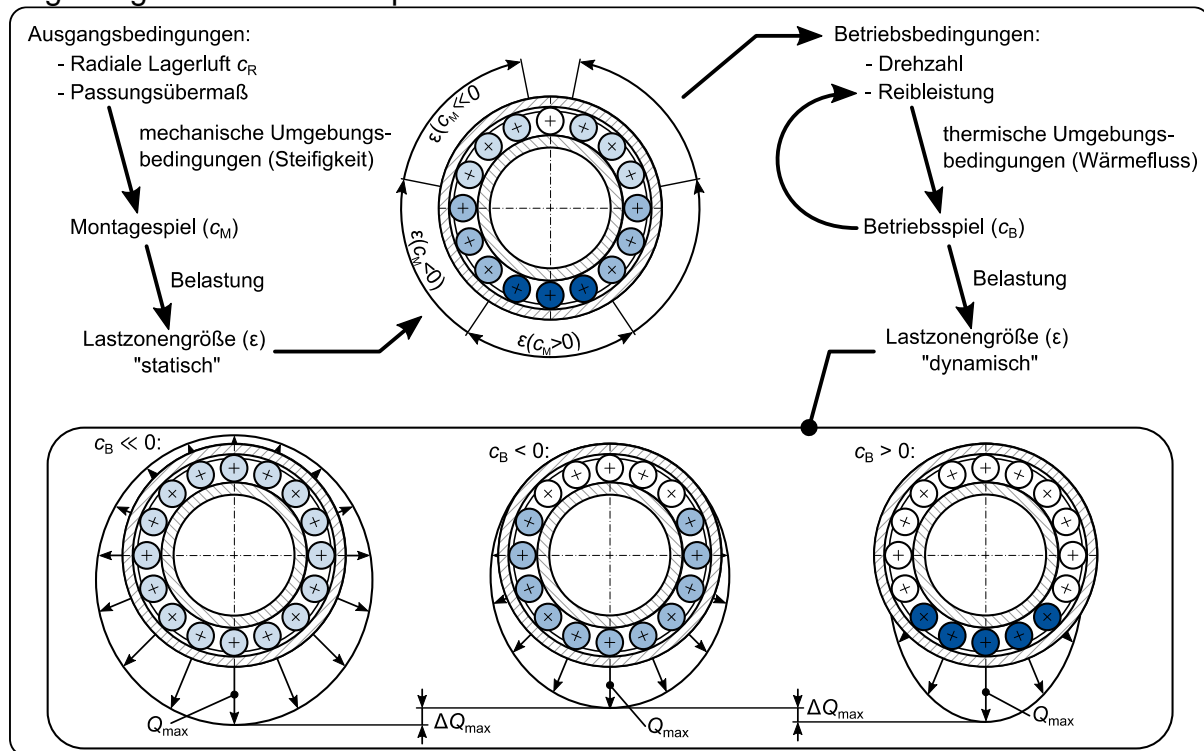 Ausgangsbedingungen:
- Radiale Lagerluft cR
- Passungsübermaß
mechanische Umgebungs-
bedingungen (Steifigkeit)
Montagespiel (cM)
Belastung
Lastzonengröße (ε)
"statisch"
ε(cM≪0
ε(cM<0)
ε(cM>0)
Betriebsbedingungen:
- Drehzahl
- Reibleistung
thermische Umgebungs-
bedingungen (Wärmefluss)
Betriebsspiel (cB)
Belastung
Lastzonengröße (ε)
"dynamisch"
cB ≪ 0:
cB < 0:
cB > 0:
Qmax
ΔQmax
Qmax
ΔQmax
Qmax